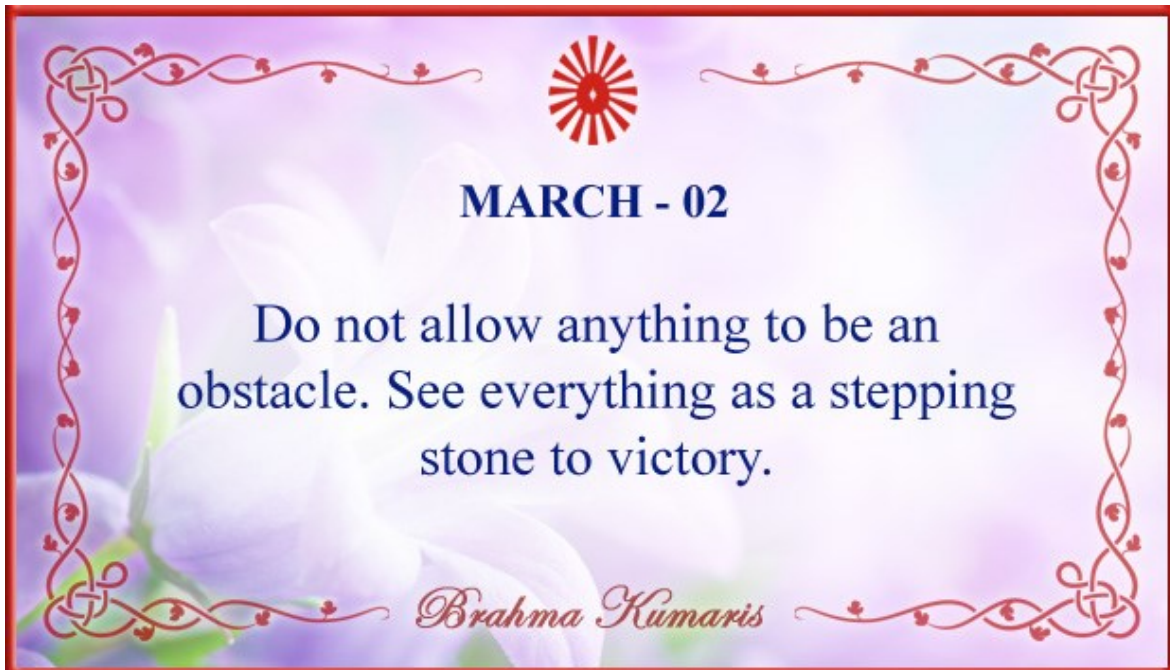 MARCH - 02
Do not allow anything to be an
obstacle. See everything as a stepping
stone to victory.
Brahma Kumaris